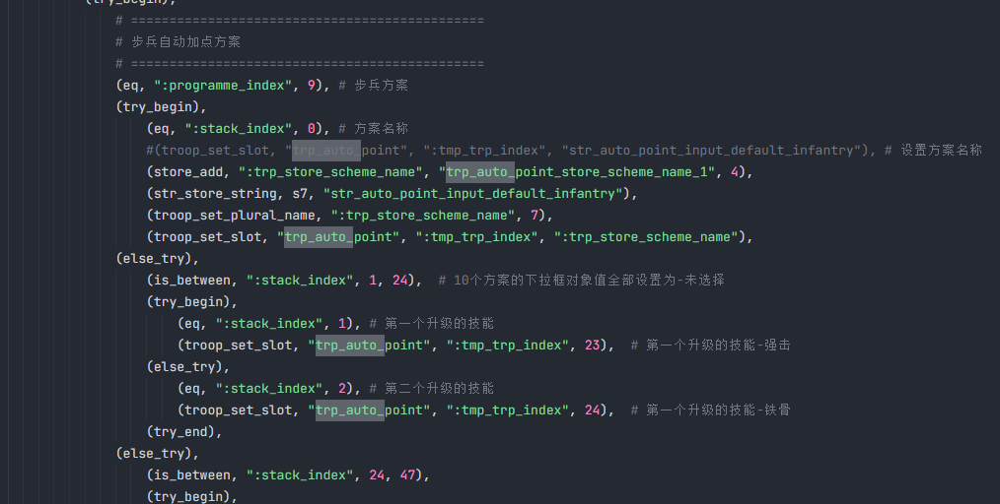 (try_begin),
# ==============================================
# 步兵自动加点方案
# ==============================================
(eq, ":programme_index", 9), # 步兵方案
(try_begin),
(eq, ":stack_index", 0), # 方案名称
#(troop_set_slot, "trp_auto_point", ":tmp_trp_index", "str_auto_point_input_default_infantry"), # 设置方案名称
(store_add, ":trp_store_scheme_name", "trp_auto_point_store_scheme_name_1", 4),
(str_store_string, s7, "str_auto_point_input_default_infantry"),
(troop_set_plural_name, ":trp_store_scheme_name", 7),
(troop_set_slot, "trp_auto_point", ":tmp_trp_index", ":trp_store_scheme_name"),
(else_try),
(is_between, ":stack_index", 1, 24), # 10个方案的下拉框对象值全部设置为-未选择
(try_begin),
(eq, ":stack_index", 1), # 第一个升级的技能
(troop_set_slot, "trp_auto_point", ":tmp_trp_index", 23), # 第一个升级的技能-强击
(else_try),
(eq, ":stack_index", 2), # 第二个升级的技能
(troop_set_slot, "trp_auto_point", ":tmp_trp_index", 24), # 第一个升级的技能-铁骨
(try_end),
(else_try),
(is_between, ":stack_index", 24, 47),
(try_begin),